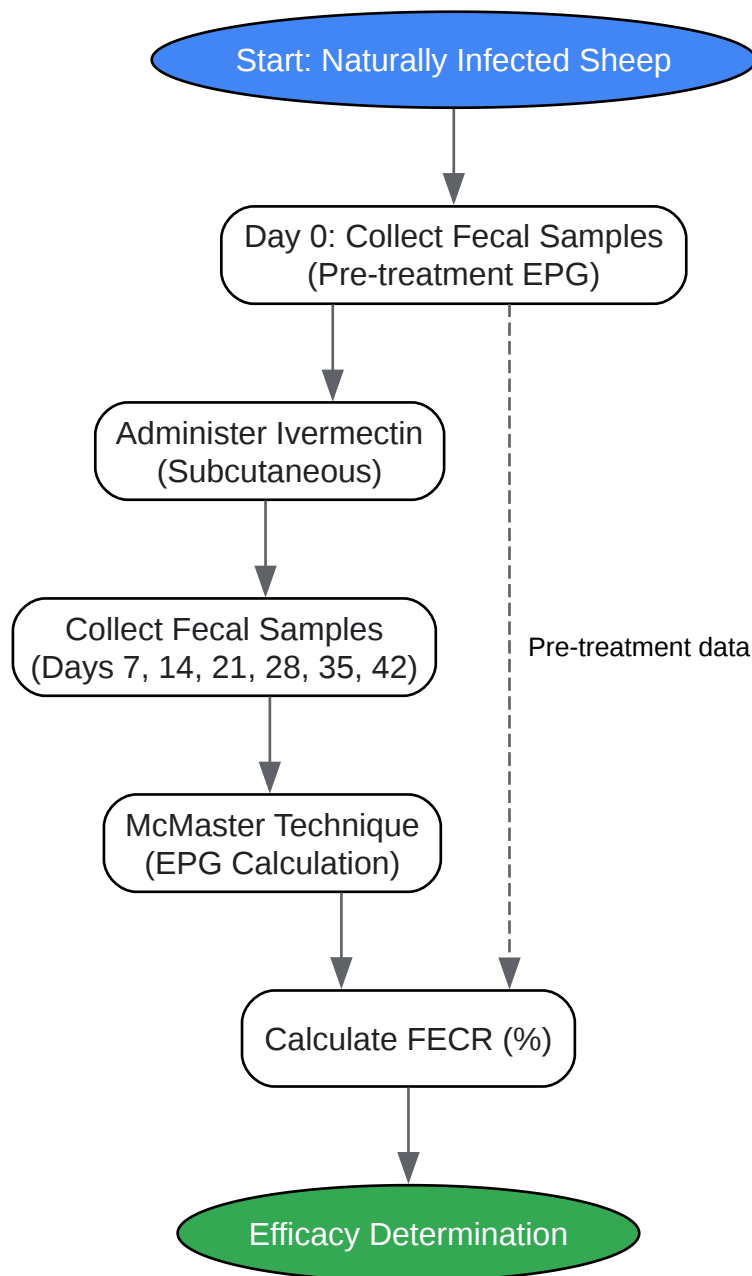 Start: Naturally Infected Sheep
Day 0: Collect Fecal Samples
(Pre-treatment EPG)
Administer Ivermectin
(Subcutaneous)
Collect Fecal Samples
(Days 7, 14, 21, 28, 35, 42)
Pre-treatment data
McMaster Technique
(EPG Calculation)
Calculate FECR (%)
Efficacy Determination